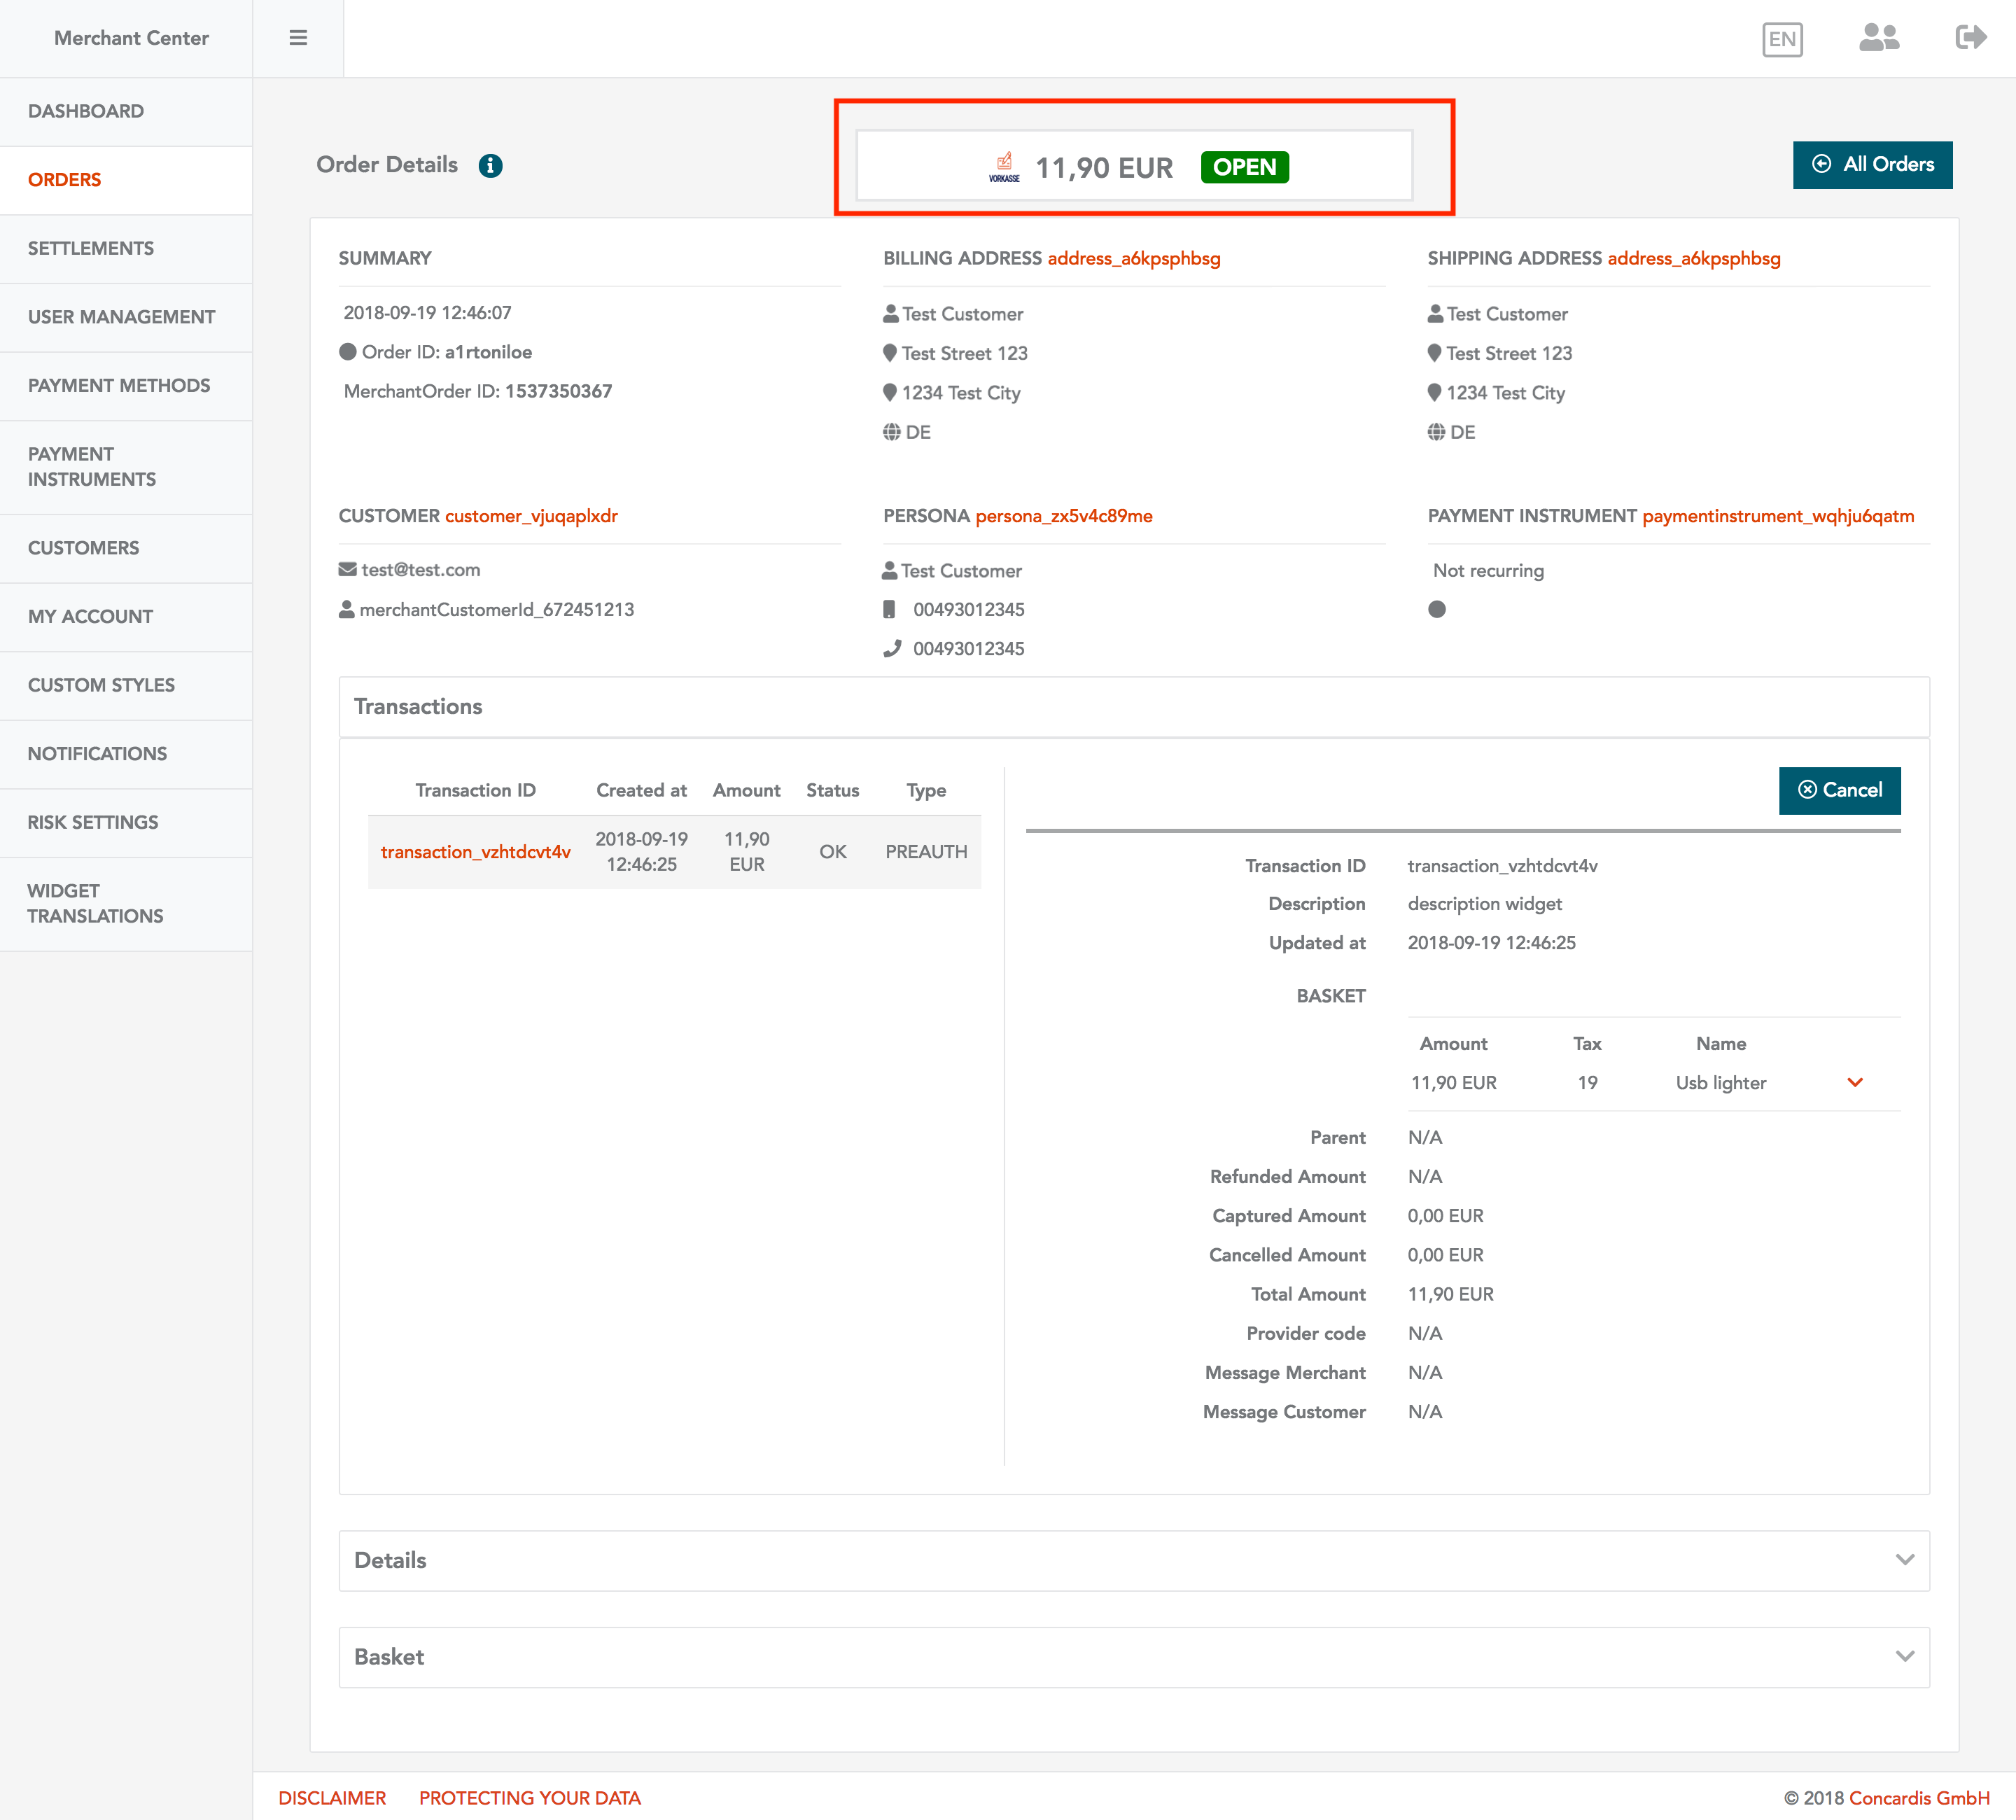 Merchant Center
EN
DASHBOARD
ORDERS
SETTLEMENTS
USER MANAGEMENT
PAYMENT METHODS
PAYMENT
INSTRUMENTS
CUSTOMERS
MY ACCOUNT
CUSTOM STYLES
NOTIFICATIONS
RISK SETTINGS
WIDGET
TRANSLATIONS
Order Details
VORKASSE 11,90 EUR OPEN
All Orders
SUMMARY
2018-09-19 12:46:07
Order ID: a1rtoniloe
MerchantOrder ID: 1537350367
BILLING ADDRESS address_a6kpsphbsg
Test Customer
Test Street 123
1234 Test City
DE
SHIPPING ADDRESS address_a6kpsphbsg
Test Customer
Test Street 123
1234 Test City
DE
CUSTOMER customer_vjuqaplxdr
test@test.com
merchantCustomerId_672451213
PERSONA persona_zx5v4c89me
Test Customer
00493012345
00493012345
PAYMENT INSTRUMENT paymentinstrument_wqhju6qatm
Not recurring
Transactions
Transaction ID Created at Amount Status Type
transaction_vzhtdcvt4v 2018-09-19 12:46:25 11,90 EUR OK PREAUTH
Cancel
Transaction ID transaction_vzhtdcvt4v
Description description widget
Updated at 2018-09-19 12:46:25
BASKET
Amount Tax Name
11,90 EUR 19 Usb lighter
Parent N/A
Refunded Amount N/A
Captured Amount 0,00 EUR
Cancelled Amount 0,00 EUR
Total Amount 11,90 EUR
Provider code N/A
Message Merchant N/A
Message Customer N/A
Details
Basket
DISCLAIMER PROTECTING YOUR DATA
© 2018 Concardis GmbH